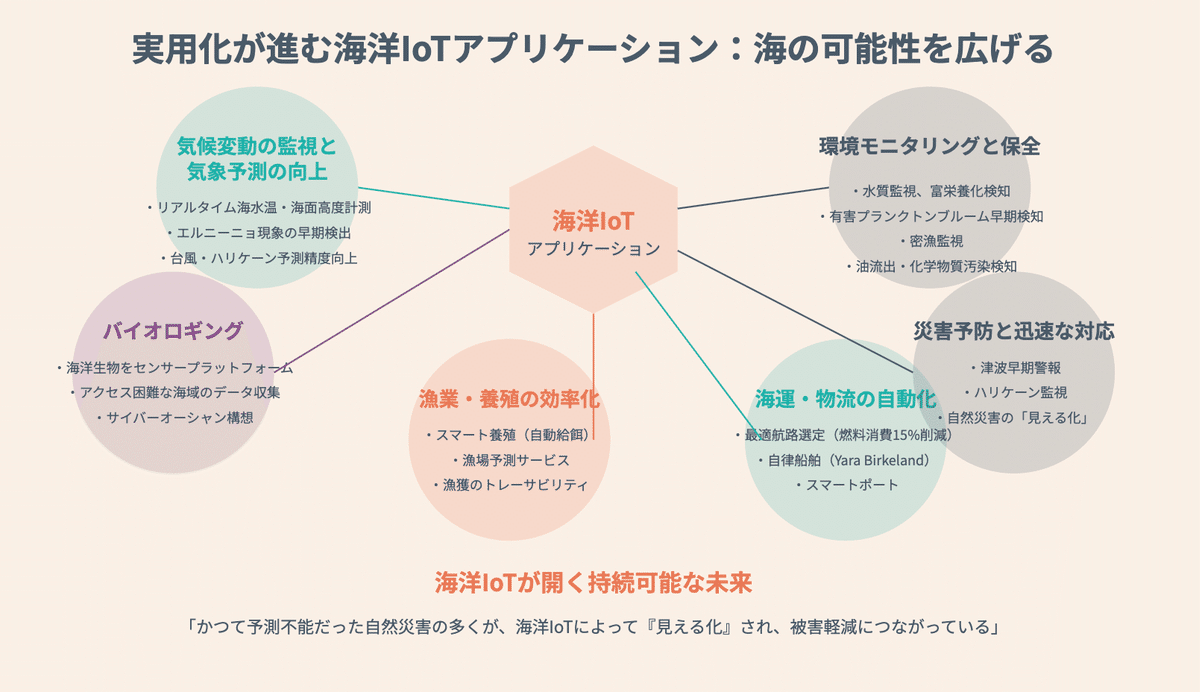 実用化が進む海洋IoTアプリケーション：海の可能性を広げる
気候変動の監視と
気象予測の向上
・リアルタイム海水温・海面高度計測
・エルニーニョ現象の早期検出
・台風・ハリケーン予測精度向上
海洋IoT
アプリケーション
環境モニタリングと保全
・水質監視、富栄養化検知
・有害プランクトンブルーム早期検知
・密漁監視
・油流出・化学物質汚染検知
バイオロギング
・海洋生物をセンサープラットフォーム
・アクセス困難な海域のデータ収集
・サイバーオーシャン構想
漁業・養殖の効率化
・スマート養殖（自動給餌）
・漁場予測サービス
・漁獲のトレーサビリティ
海運・物流の自動化
・最適航路選定（燃料消費15%削減）
・自律船舶（Yara Birkeland）
・スマートポート
災害予防と迅速な対応
・津波早期警報
・ハリケーン監視
・自然災害の「見える化」
海洋IoTが開く持続可能な未来
「かつて予測不能だった自然災害の多くが、海洋IoTによって『見える化』され、被害軽減につながっている」